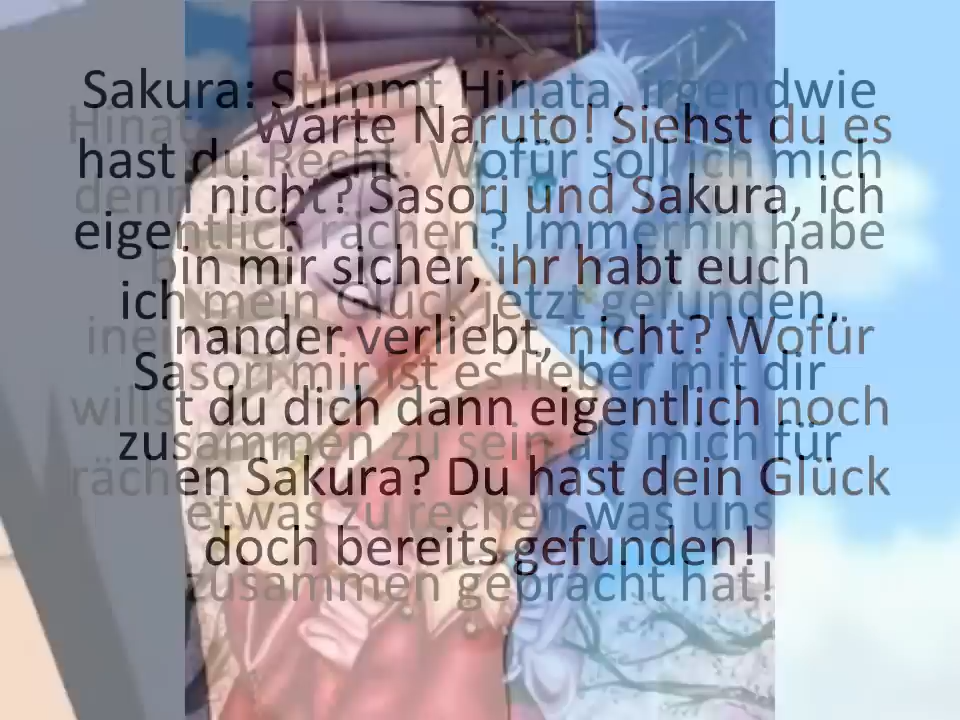 Hinata: Warte Naruto! Siehst du es
denn nicht? Sasori und Sakura, ich
bin mir sicher, ihr habt euch
ineinander verliebt, nicht? Wofür
willst du dich dann eigentlich noch
rächen Sakura? Du hast dein Glück
doch bereits gefunden!
Sakura: Stimmt Hinata, irgendwie
hast du Recht. Wofür soll ich mich
eigentlich rächen? Immerhin habe
ich mein Glück jetzt gefunden,
Sasori mir ist es lieber mit dir
zusammen zu sein als mich für
etwas zu rechen was uns
zusammen gebracht hat!